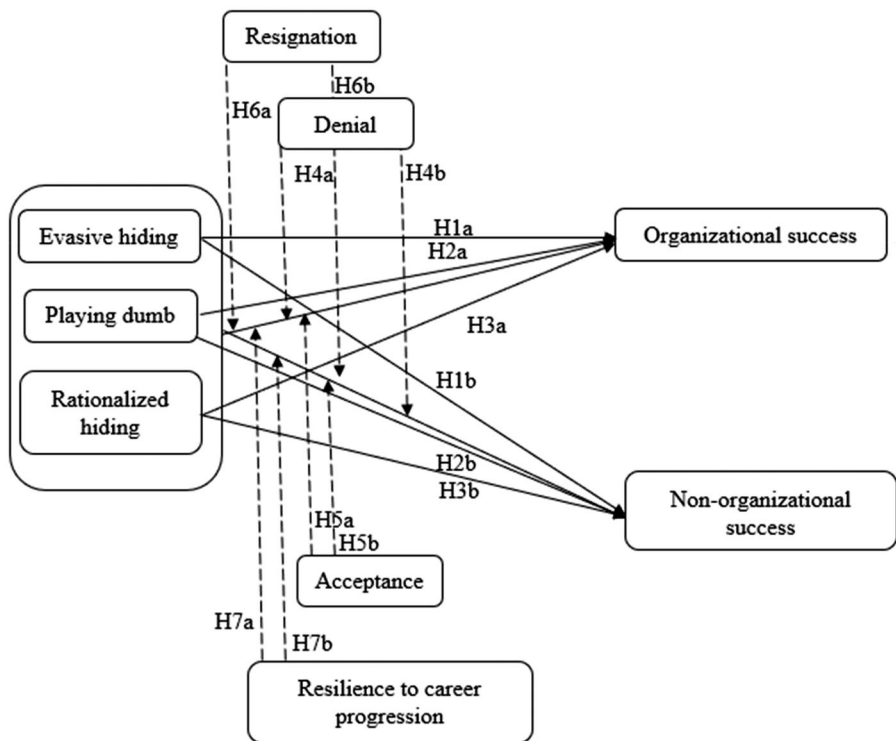 Resignation
H6b
H6a
Denial
H4a
H4b
Evasive hiding
H1a
Organizational success
H2a
Playing dumb
H3a
H1b
Rationalized
hiding
H2b
H3b
Non-organizational
success
H5a
H5b
Acceptance
H7a
H7b
Resilience to career
progression